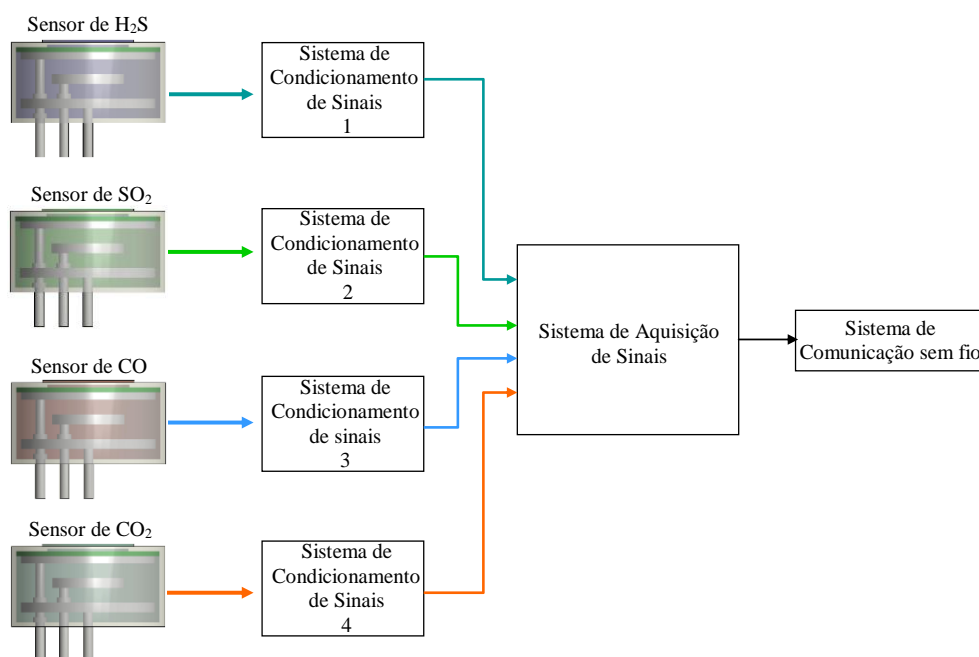 Sensor de H₂S
Sistema de
Condicionamento
de Sinais
1
Sensor de SO₂
Sistema de
Condicionamento
de Sinais
2
Sensor de CO
Sistema de
Condicionamento
de sinais
3
Sensor de CO₂
Sistema de
Condicionamento
de Sinais
4
Sistema de Aquisição
de Sinais
Sistema de
Comunicação sem fio